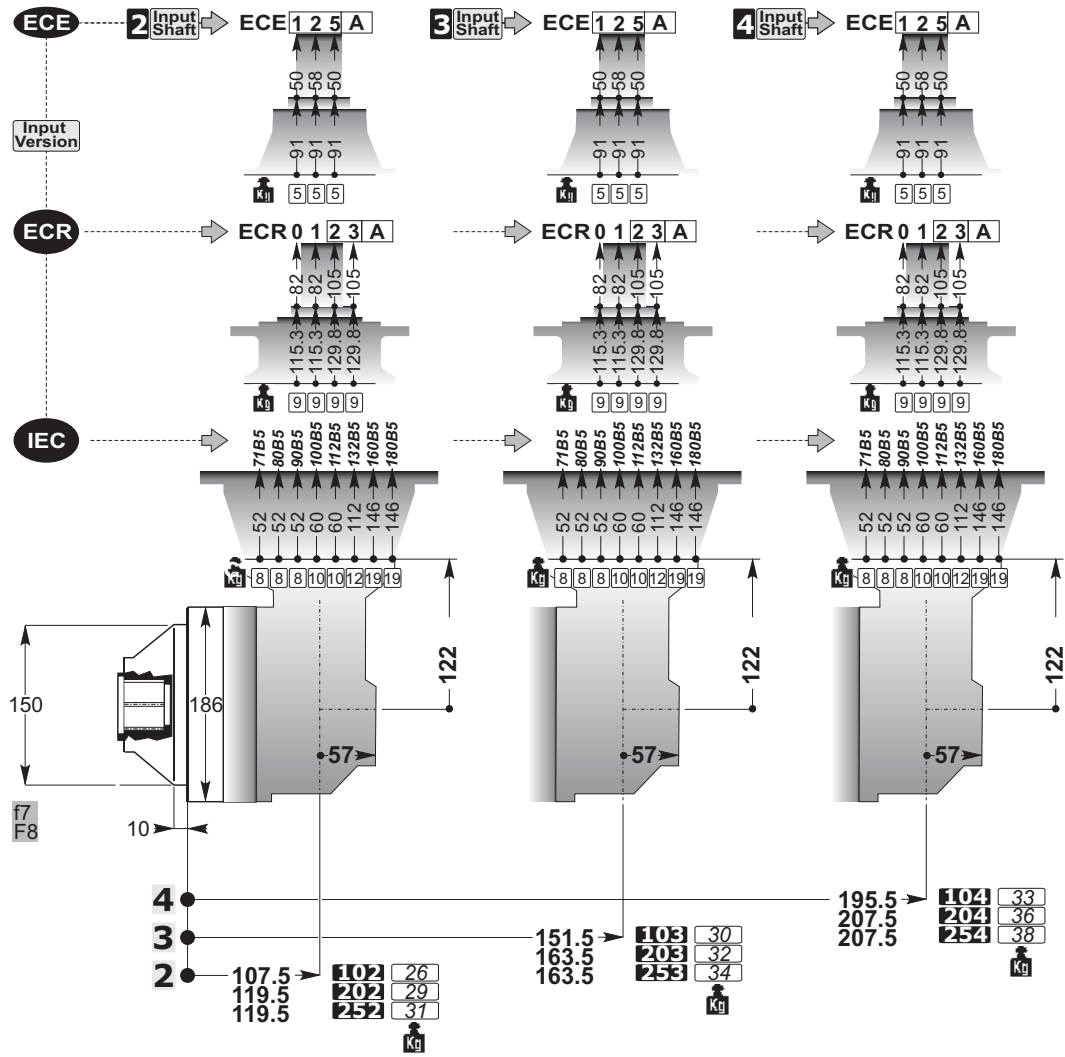 ECE 2 Input Shaft ECE 1 2 5 A 3 Input Shaft ECE 1 2 5 A 4 Input Shaft ECE 1 2 5 A
50 58 50 50 58 50 50 58 50
Input Version
91 91 91 91 91 91 91 91 91
Kg 5 5 5 Kg 5 5 5 Kg 5 5 5
ECR ECR 0 1 2 3 A ECR 0 1 2 3 A ECR 0 1 2 3 A
82 82 105 105 82 82 105 105 82 82 105 105
115.3 115.3 129.8 129.8 115.3 115.3 129.8 129.8 115.3 115.3 129.8 129.8
Kg 9 9 9 9 Kg 9 9 9 9 Kg 9 9 9 9
IEC 71B5 80B5 90B5 100B5 112B5 132B5 160B5 180B5 71B5 80B5 90B5 100B5 112B5 132B5 160B5 180B5 71B5 80B5 90B5 100B5 112B5 132B5 160B5 180B5
52 52 52 60 60 112 146 146 52 52 52 60 60 112 146 146 52 52 52 60 60 112 146 146
Kg 8 8 8 10 10 12 19 19 Kg 8 8 8 10 10 12 19 19 Kg 8 8 8 10 10 12 19 19
122 122 122
150 186
57 57 57
f7
F8
10
4 195.5 104 33
207.5 204 36
207.5 254 38
Kg
3 151.5 103 30
163.5 203 32
163.5 253 34
Kg
2 107.5 102 26
119.5 202 29
119.5 252 31
Kg